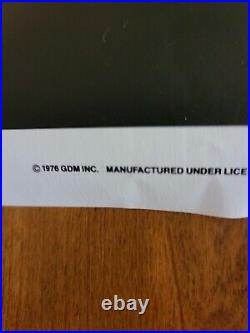 © 1976 GDM INC. MANUFACTURED UNDER LICE